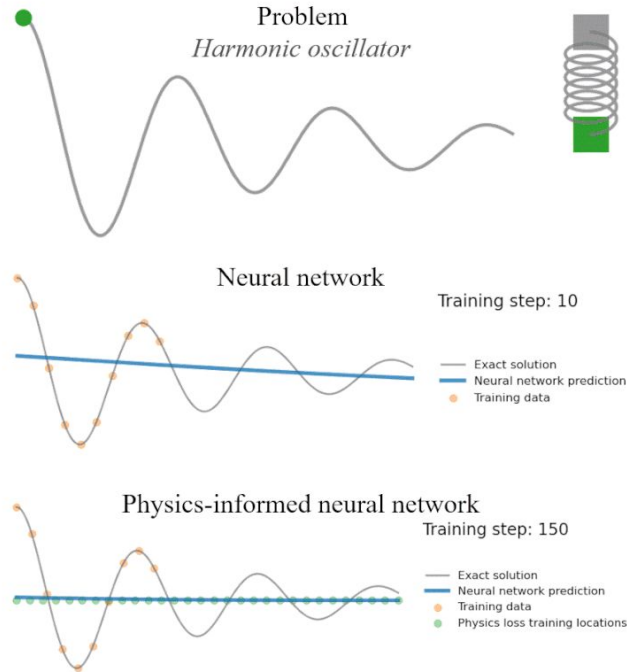 Problem
Harmonic oscillator
Neural network
Training step: 10
Exact solution
Neural network prediction
Training data
Physics-informed neural network
Training step: 150
Exact solution
Neural network prediction
Training data
Physics loss training locations